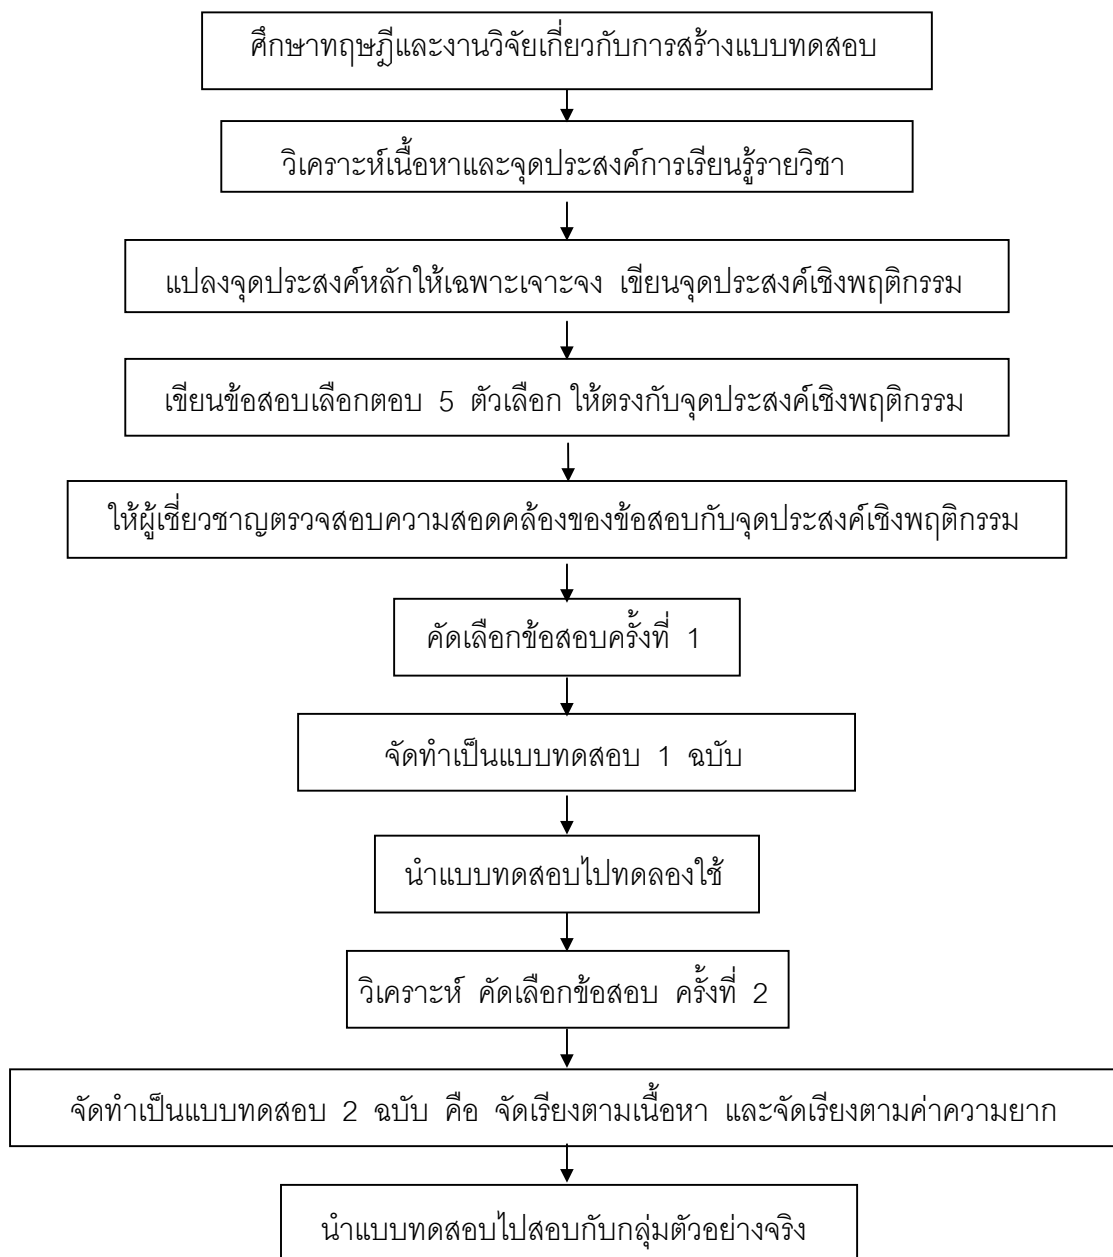 ศึกษาทฤษฎีและงานวิจัยเกี่ยวกับการสร้างแบบทดสอบ
วิเคราะห์เนื้อหาและจุดประสงค์การเรียนรู้รายวิชา
แปลงจุดประสงค์หลักให้เฉพาะเจาะจง เขียนจุดประสงค์เชิงพฤติกรรม
เขียนข้อสอบเลือกตอบ 5 ตัวเลือก ให้ตรงกับจุดประสงค์เชิงพฤติกรรม
ให้ผู้เชี่ยวชาญตรวจสอบความสอดคล้องของข้อสอบกับจุดประสงค์เชิงพฤติกรรม
คัดเลือกข้อสอบครั้งที่ 1
จัดทำเป็นแบบทดสอบ 1 ฉบับ
นำแบบทดสอบไปทดลองใช้
วิเคราะห์ คัดเลือกข้อสอบ ครั้งที่ 2
จัดทำเป็นแบบทดสอบ 2 ฉบับ คือ จัดเรียงตามเนื้อหา และจัดเรียงตามค่าความยาก
นำแบบทดสอบไปสอบกับกลุ่มตัวอย่างจริง